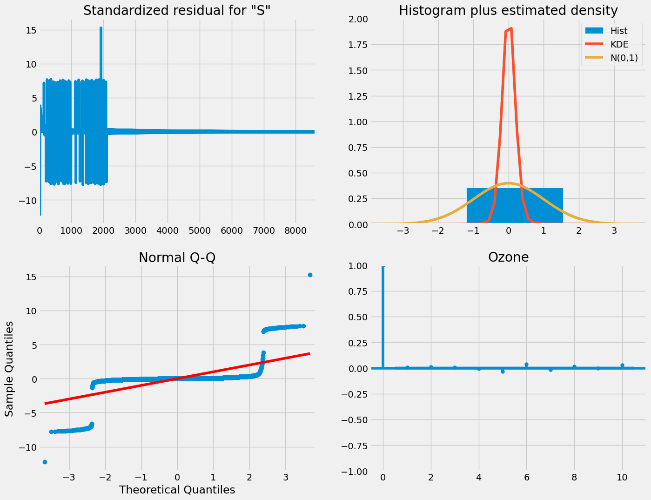 Standardized residual for "S"
15
10
5
0
−5
−10
0 1000 2000 3000 4000 5000 6000 7000 8000
Histogram plus estimated density
2.00
1.75
1.50
1.25
1.00
0.75
0.50
0.25
0.00
−3 −2 −1 0 1 2 3
Hist
KDE
N(0,1)
Normal Q-Q
Sample Quantiles
15
10
5
0
−5
−10
−3 −2 −1 0 1 2 3
Theoretical Quantiles
Ozone
1.00
0.75
0.50
0.25
0.00
−0.25
−0.50
−0.75
−1.00
0 2 4 6 8 10